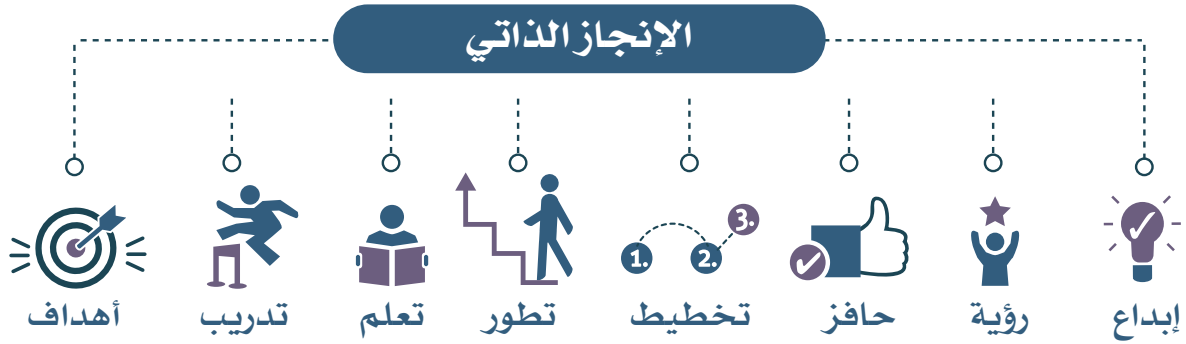 الإنجاز الذاتي
1.
2.
3.
إبداع
رؤية
حافز
تخطيط
تطور
تعلم
تدريب
أهداف